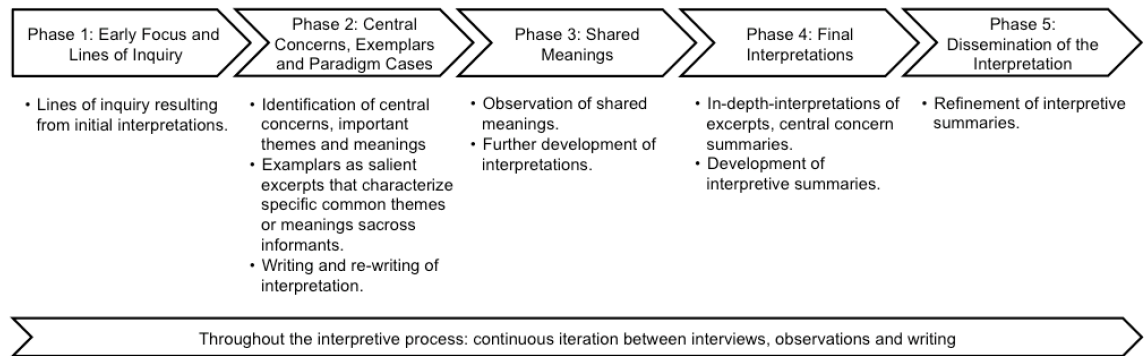 Phase 1: Early Focus and
Lines of Inquiry
Phase 2: Central
Concerns, Exemplars
and Paradigm Cases
Phase 3: Shared
Meanings
Phase 4: Final
Interpretations
Phase 5:
Dissemination of the
Interpretation
• Lines of inquiry resulting
from initial interpretations.
• Identification of central
concerns, important
themes and meanings
• Examplars as salient
excerpts that characterize
specific common themes
or meanings sacross
informants.
• Writing and re-writing of
interpretation.
• Observation of shared
meanings.
• Further development of
interpretations.
• In-depth-interpretations of
excerpts, central concern
summaries.
• Development of
interpretive summaries.
• Refinement of interpretive
summaries.
Throughout the interpretive process: continuous iteration between interviews, observations and writing